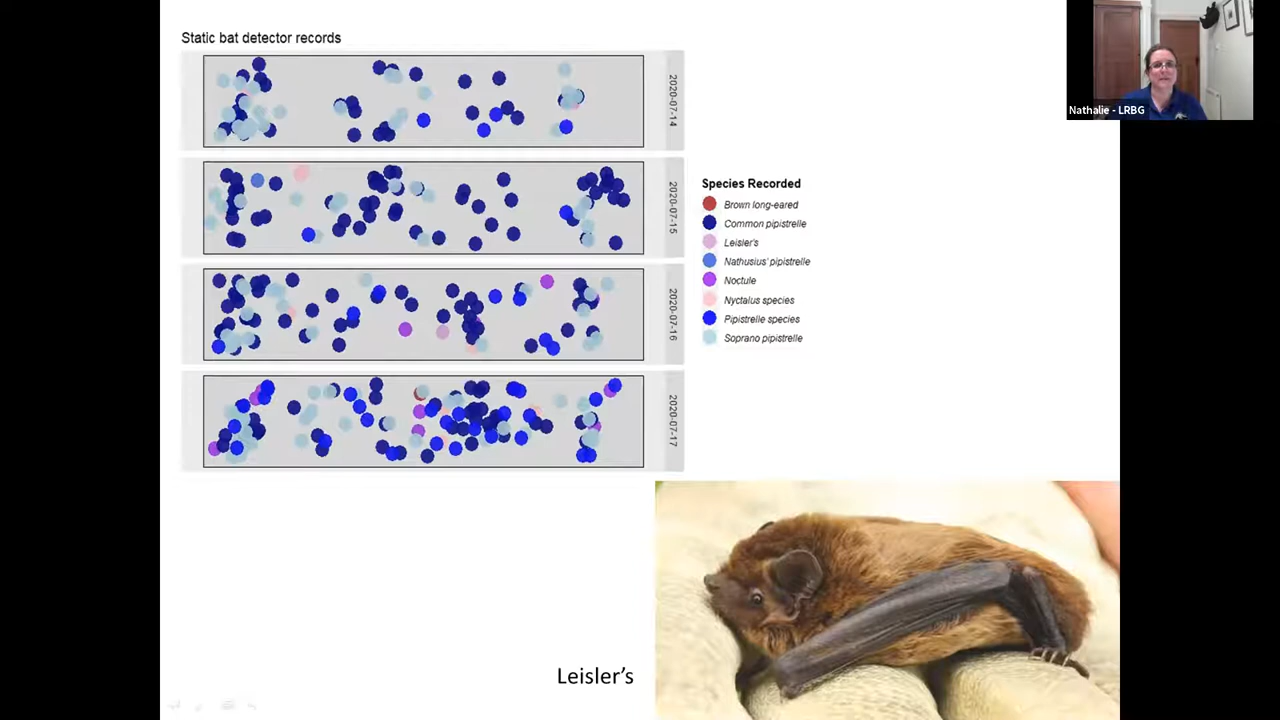 Static bat detector records
2020-07-14
2020-07-15
2020-07-16
2020-07-17
Species Recorded
Brown long-eared
Common pipistrelle
Leisler's
Nathusius' pipistrelle
Noctule
Nyctalus species
Pipistrelle species
Soprano pipistrelle
Leisler’s
Nathalie - LRBG